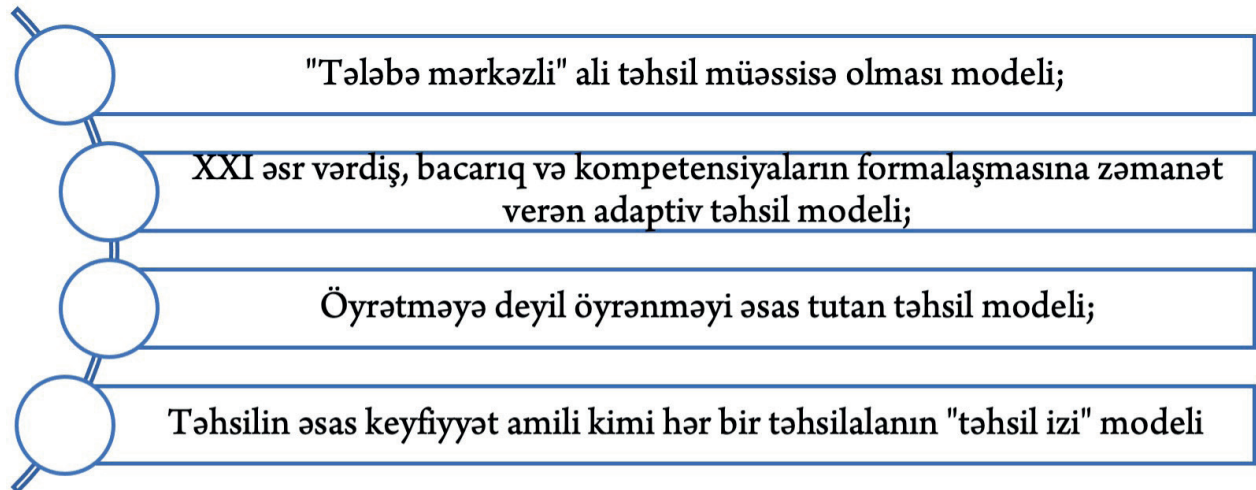 "Tələbə mərkəzli" ali təhsil müəssisə olması modeli;
XXI əsr vərdiş, bacarıq və kompetensiyaların formalaşmasına zəmanət
verən adaptiv təhsil modeli;
Öyrətməyə deyil öyrənməyi əsas tutan təhsil modeli;
Təhsilin əsas keyfiyyət amili kimi hər bir təhsilalanın "təhsil izi" modeli